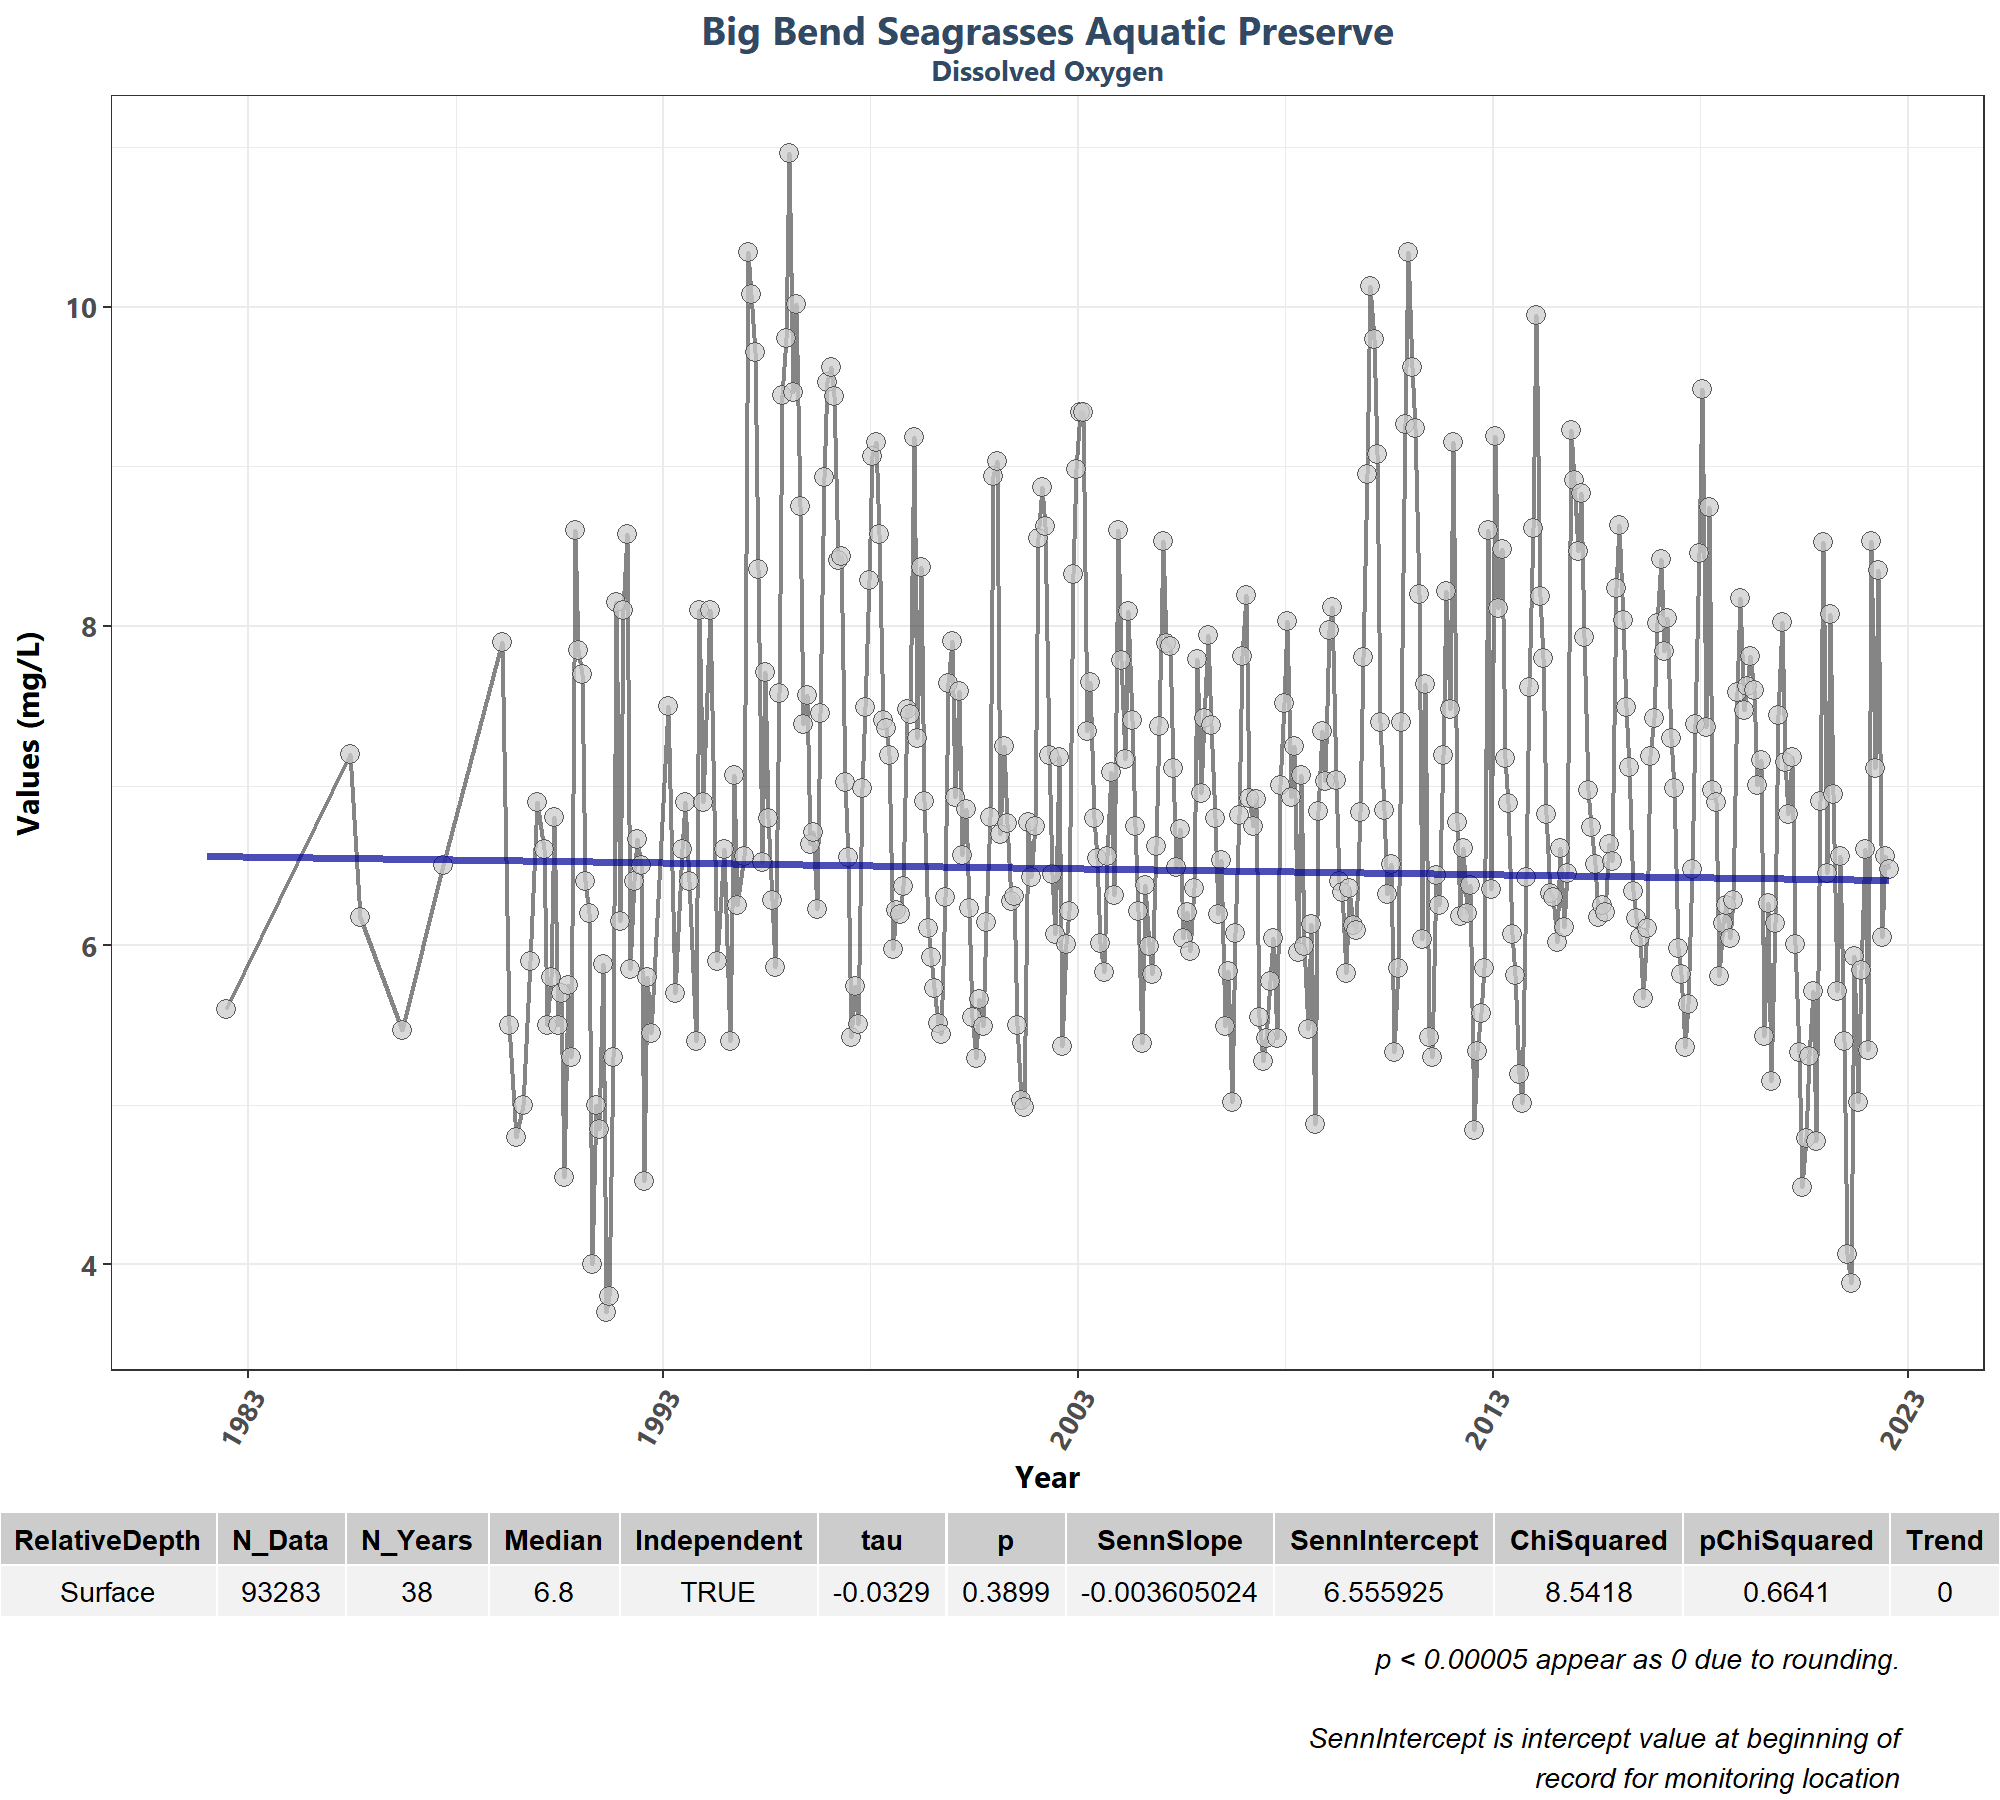 Big Bend Seagrasses Aquatic Preserve
Dissolved Oxygen
Values (mg/L)
10
8
6
4
1983
1993
2003
2013
2023
Year
RelativeDepth N_Data N_Years Median Independent tau p SennSlope SennIntercept ChiSquared pChiSquared Trend
Surface 93283 38 6.8 TRUE -0.0329 0.3899 -0.003605024 6.555925 8.5418 0.6641 0
p < 0.00005 appear as 0 due to rounding.
SennIntercept is intercept value at beginning of
record for monitoring location